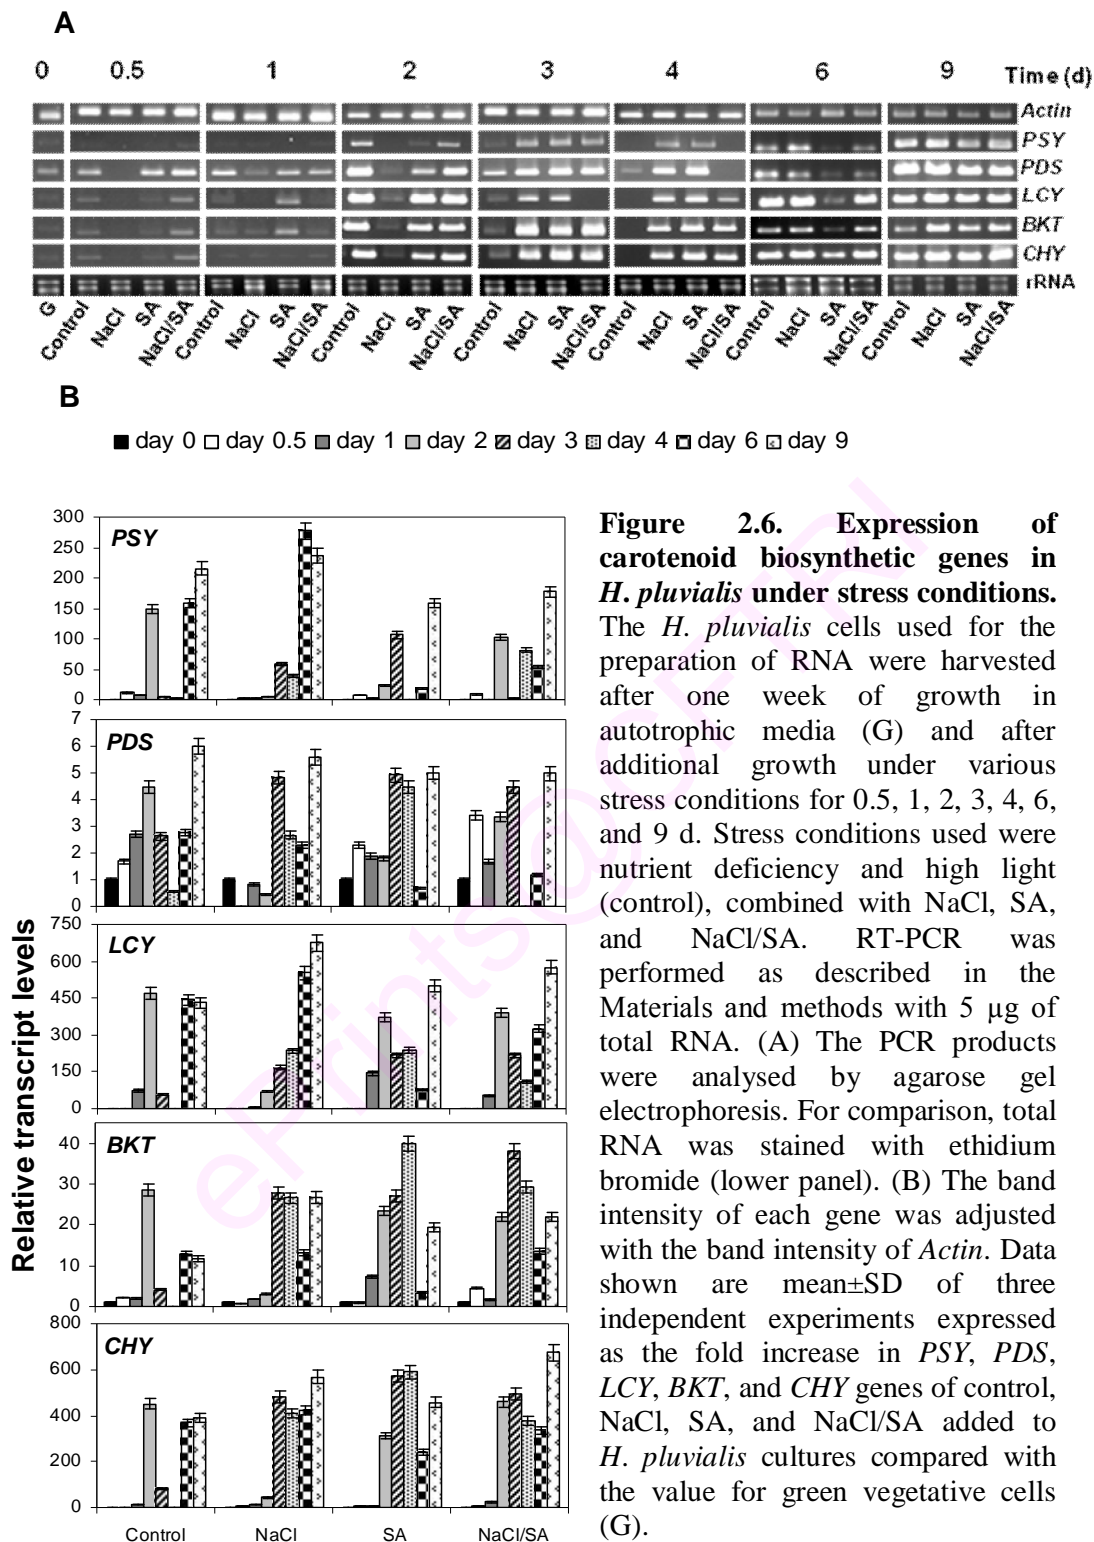 A
0 0.5 1 2 3 4 6 9 Time (d)
Actin
PSY
PDS
LCY
BKT
CHY
rRNA
G Control NaCl SA NaCl/SA Control NaCl SA NaCl/SA Control NaCl SA NaCl/SA Control NaCl SA NaCl/SA Control NaCl SA NaCl/SA Control NaCl SA NaCl/SA Control NaCl SA NaCl/SA
B
day 0 day 0.5 day 1 day 2 day 3 day 4 day 6 day 9
Relative transcript levels
PSY
300
250
200
150
100
50
0
PDS
7
6
5
4
3
2
1
0
LCY
750
600
450
300
150
0
BKT
40
30
20
10
0
CHY
800
600
400
200
0
Control NaCl SA NaCl/SA
Figure 2.6. Expression of
carotenoid biosynthetic genes in
H. pluvialis under stress conditions.
The H. pluvialis cells used for the
preparation of RNA were harvested
after one week of growth in
autotrophic media (G) and after
additional growth under various
stress conditions for 0.5, 1, 2, 3, 4, 6,
and 9 d. Stress conditions used were
nutrient deficiency and high light
(control), combined with NaCl, SA,
and NaCl/SA. RT-PCR was
performed as described in the
Materials and methods with 5 µg of
total RNA. (A) The PCR products
were analysed by agarose gel
electrophoresis. For comparison, total
RNA was stained with ethidium
bromide (lower panel). (B) The band
intensity of each gene was adjusted
with the band intensity of Actin. Data
shown are mean±SD of three
independent experiments expressed
as the fold increase in PSY, PDS,
LCY, BKT, and CHY genes of control,
NaCl, SA, and NaCl/SA added to
H. pluvialis cultures compared with
the value for green vegetative cells
(G).
ePrints@CFTRI